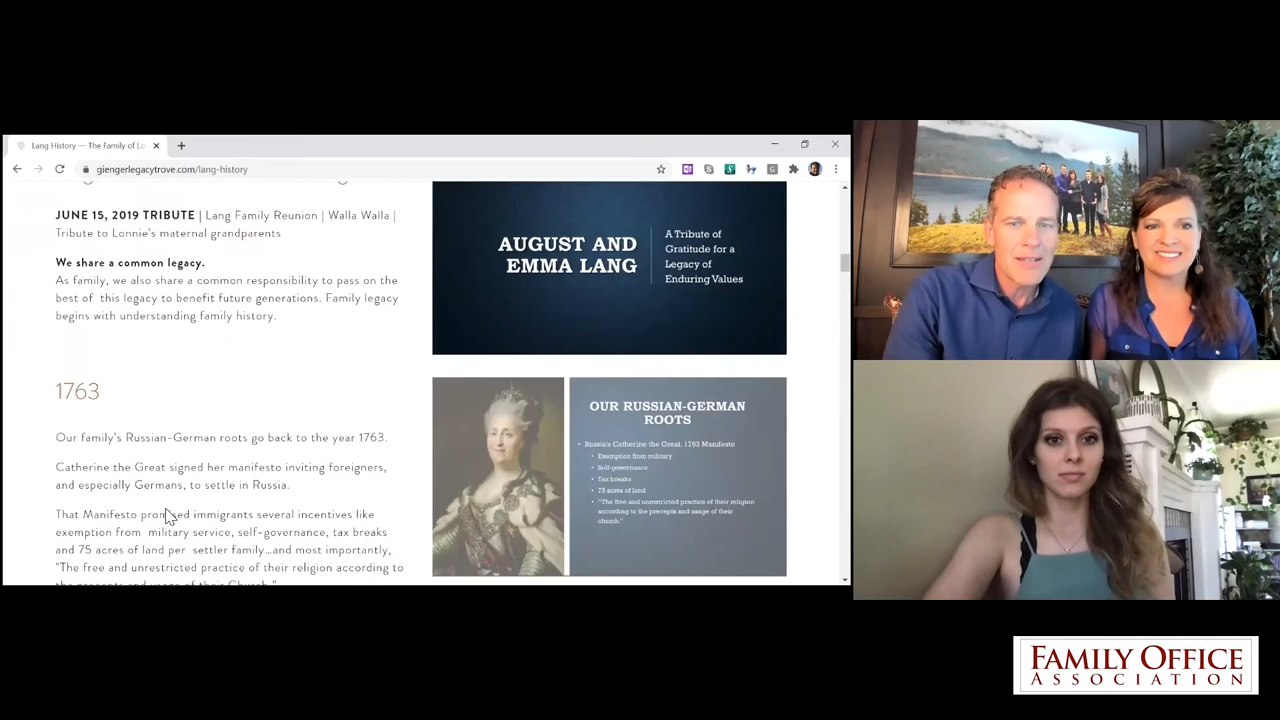 Lang History — The Family of Lo
giengerlegacytrove.com/lang-history
JUNE 15, 2019 TRIBUTE | Lang Family Reunion | Walla Walla |
Tribute to Lonnie's maternal grandparents
We share a common legacy.
As family, we also share a common responsibility to pass on the
best of this legacy to benefit future generations. Family legacy
begins with understanding family history.
1763
Our family's Russian-German roots go back to the year 1763.
Catherine the Great signed her manifesto inviting foreigners,
and especially Germans, to settle in Russia.
That Manifesto promised immigrants several incentives like
exemption from military service, self-governance, tax breaks
and 75 acres of land per settler family…and most importantly,
"The free and unrestricted practice of their religion according to
the precepts and usage of their Church."
AUGUST AND
EMMA LANG
A Tribute of
Gratitude for a
Legacy of
Enduring Values
OUR RUSSIAN-GERMAN
ROOTS
• Russia's Catherine the Great, 1763 Manifesto
• Exemption from military
• Self-governance
• Tax breaks
• 75 acres of land
• "The free and unrestricted practice of their religion
according to the precepts and usage of their
church."
FAMILY OFFICE
ASSOCIATION